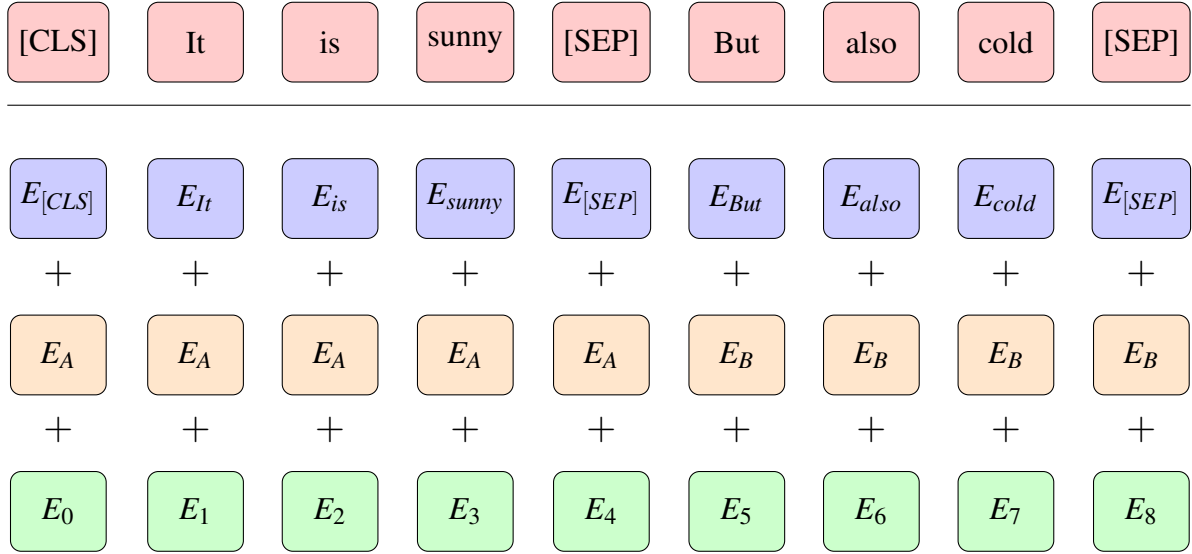 [CLS] It is sunny [SEP] But also cold [SEP]
E[CLS] EIt Eis Esunny E[SEP] EBut Ealso Ecold E[SEP]
+ + + + + + + + +
EA EA EA EA EA EB EB EB EB
+ + + + + + + + +
E0 E1 E2 E3 E4 E5 E6 E7 E8